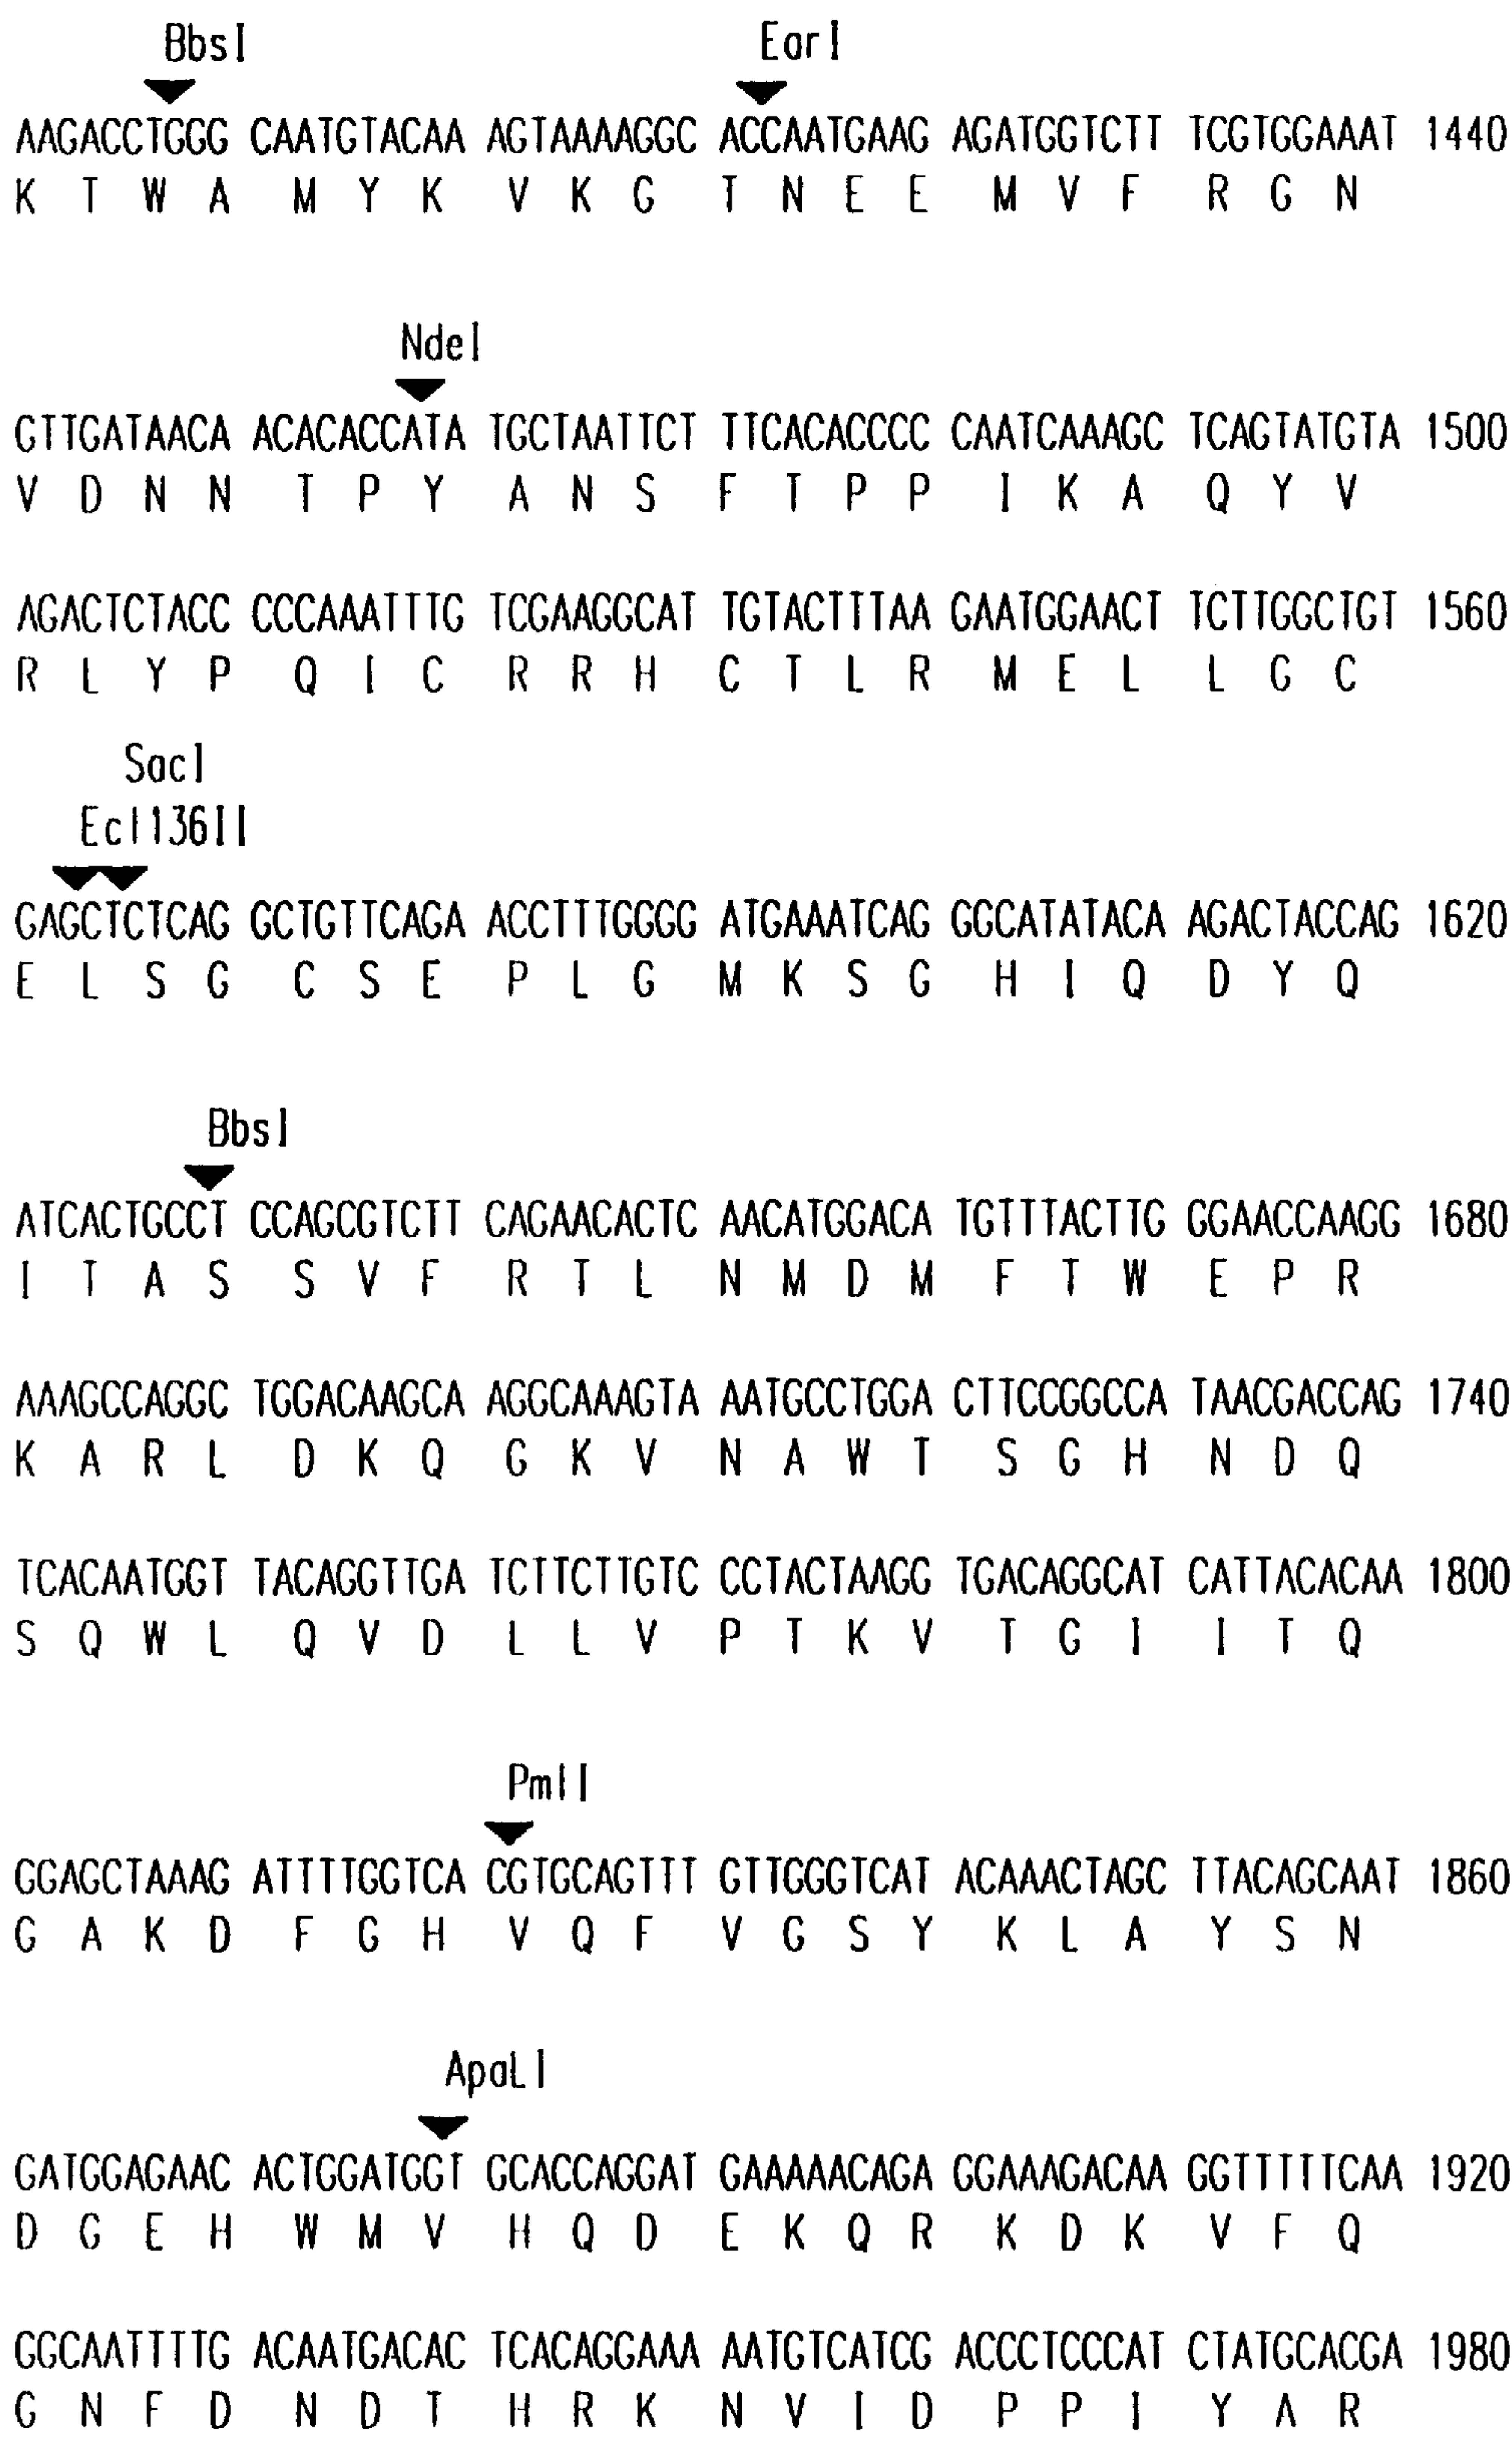 BbsI EarI
AAGACCTGGG CAATGTACAA AGTAAAAGGC ACCAATGAAG AGATGGTCTT TCGTGGAAAT 1440
K T W A M Y K V K G T N E E M V F R G N
NdeI
GTTGATAACA ACACACCATA TGCTAATTCT TTCACACCCC CAATCAAAGC TCAGTATGTA 1500
V D N N T P Y A N S F T P P I K A Q Y V
AGACTCTACC CCCAAATTTG TCGAAGGCAT TGTACTTTAA GAATGGAACT TCTTGGCTGT 1560
R L Y P Q I C R R H C T L R M E L L G C
SacI
Ecl136II
GAGCTCTCAG GCTGTTCAGA ACCTTTGGGG ATGAAATCAG GGCATATACA AGACTACCAG 1620
E L S G C S E P L G M K S G H I Q D Y Q
BbsI
ATCACTGCCT CCAGCGTCTT CAGAACACTC AACATGGACA TGTTTACTTG GGAACCAAGG 1680
I T A S S V F R T L N M D M F T W E P R
AAAGCCAGGC TGGACAAGCA AGGCAAAGTA AATGCCTGGA CTTCCGGCCA TAACGACCAG 1740
K A R L D K Q G K V N A W T S G H N D Q
TCACAATGGT TACAGGTTGA TCTTCTTGTC CCTACTAAGG TGACAGGCAT CATTACACAA 1800
S Q W L Q V D L L V P T K V T G I I T Q
PmlI
GGAGCTAAAG ATTTTGGTCA CGTGCAGTTT GTTGGGTCAT ACAAACTAGC TTACAGCAAT 1860
G A K D F G H V Q F V G S Y K L A Y S N
ApaLI
GATGGAGAAC ACTGGATGGT GCACCAGGAT GAAAAACAGA GGAAAGACAA GGTTTTTCAA 1920
D G E H W M V H Q D E K Q R K D K V F Q
GGCAATTTTG ACAATGACAC TCACAGGAAA AATGTCATCG ACCCTCCCAT CTATGCACGA 1980
G N F D N D T H R K N V I D P P I Y A R